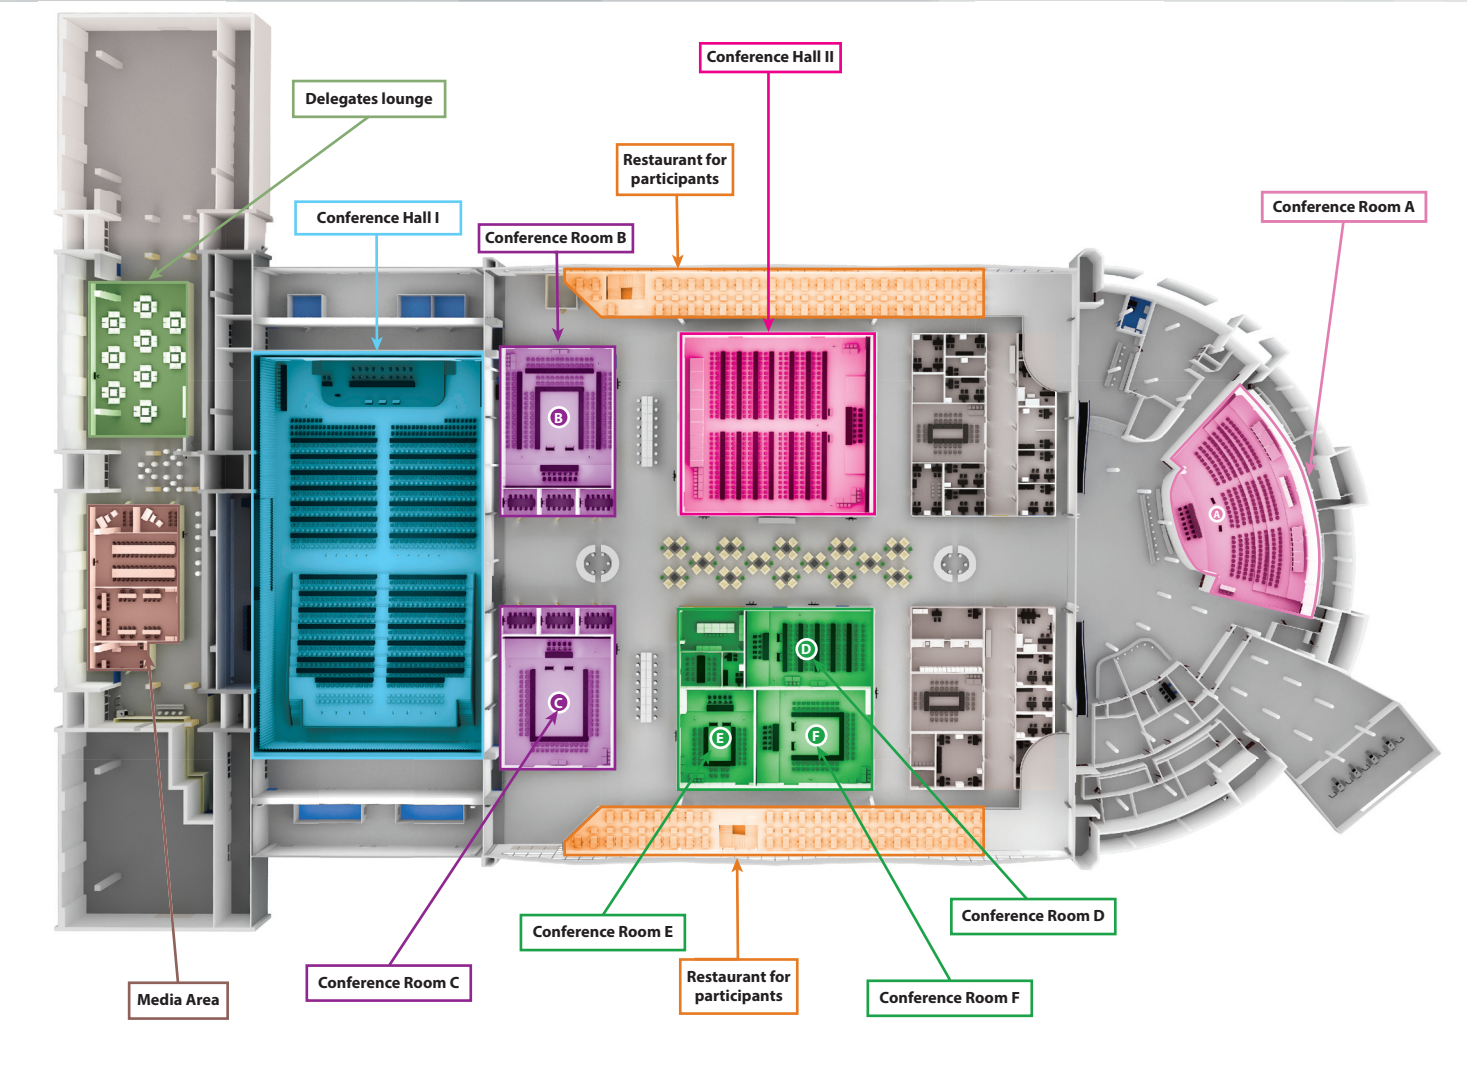 Conference Hall II
Delegates lounge
Restaurant for
participants
Conference Hall I
Conference Room A
Conference Room B
B
A
D
C
E
F
Conference Room D
Conference Room E
Conference Room C
Restaurant for
participants
Media Area
Conference Room F